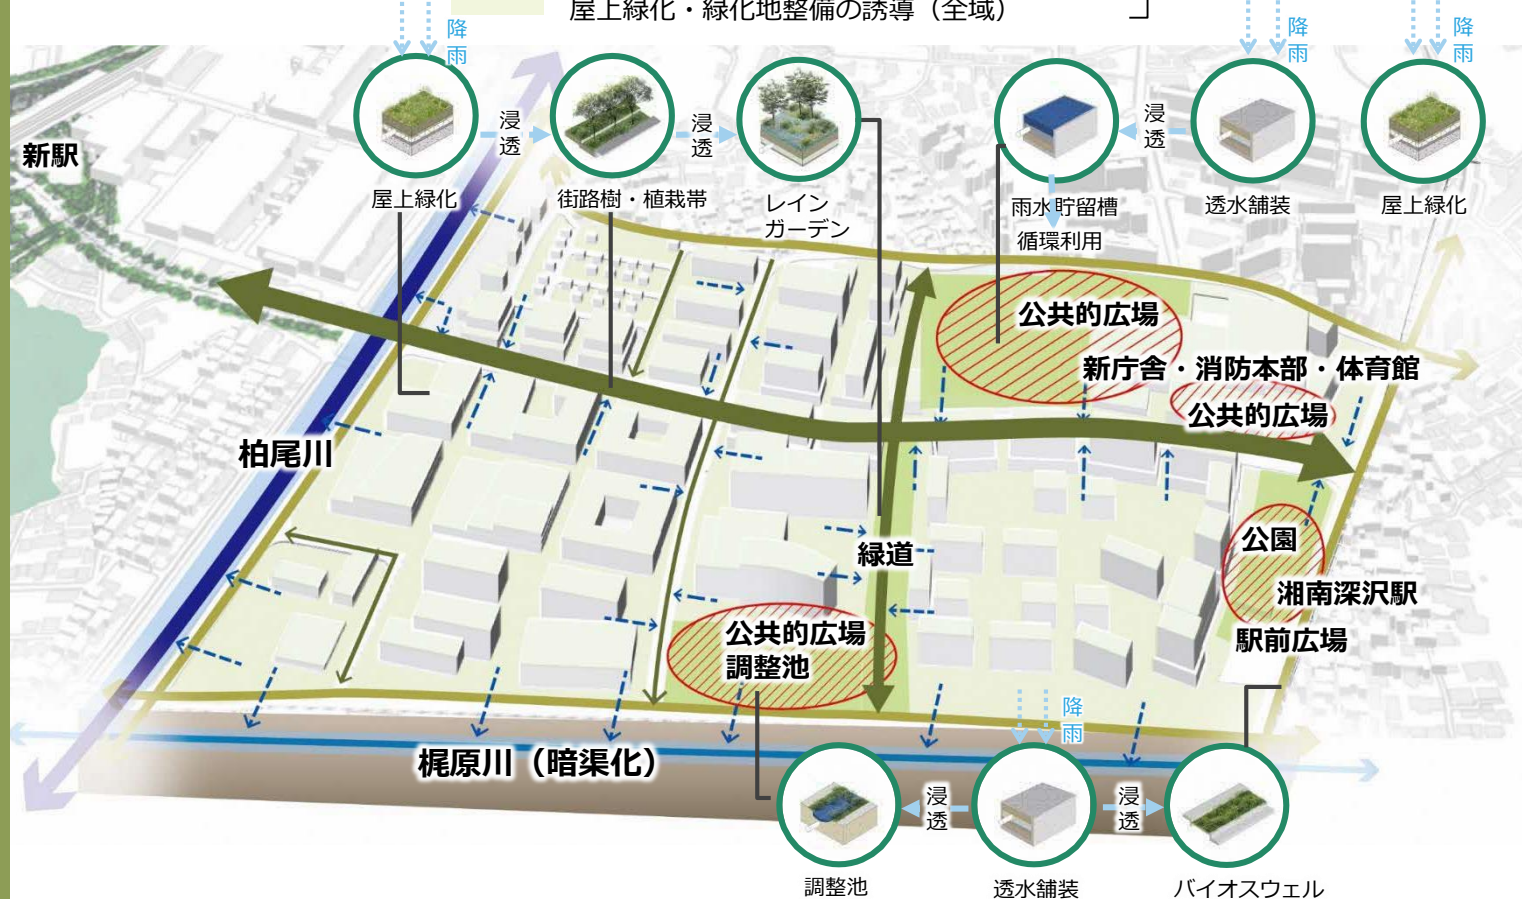 屋上緑化・緑化地整備の誘導（全域）
降雨
降雨
降雨
新駅
浸透
浸透
浸透
屋上緑化
街路樹・植栽帯
レイン
ガーデン
雨水貯留槽
循環利用
透水舗装
屋上緑化
公共的広場
新庁舎・消防本部・体育館
公共的広場
柏尾川
緑道
公園
湘南深沢駅
駅前広場
公共的広場
調整池
降雨
梶原川（暗渠化）
浸透
浸透
調整池
透水舗装
バイオスウェル